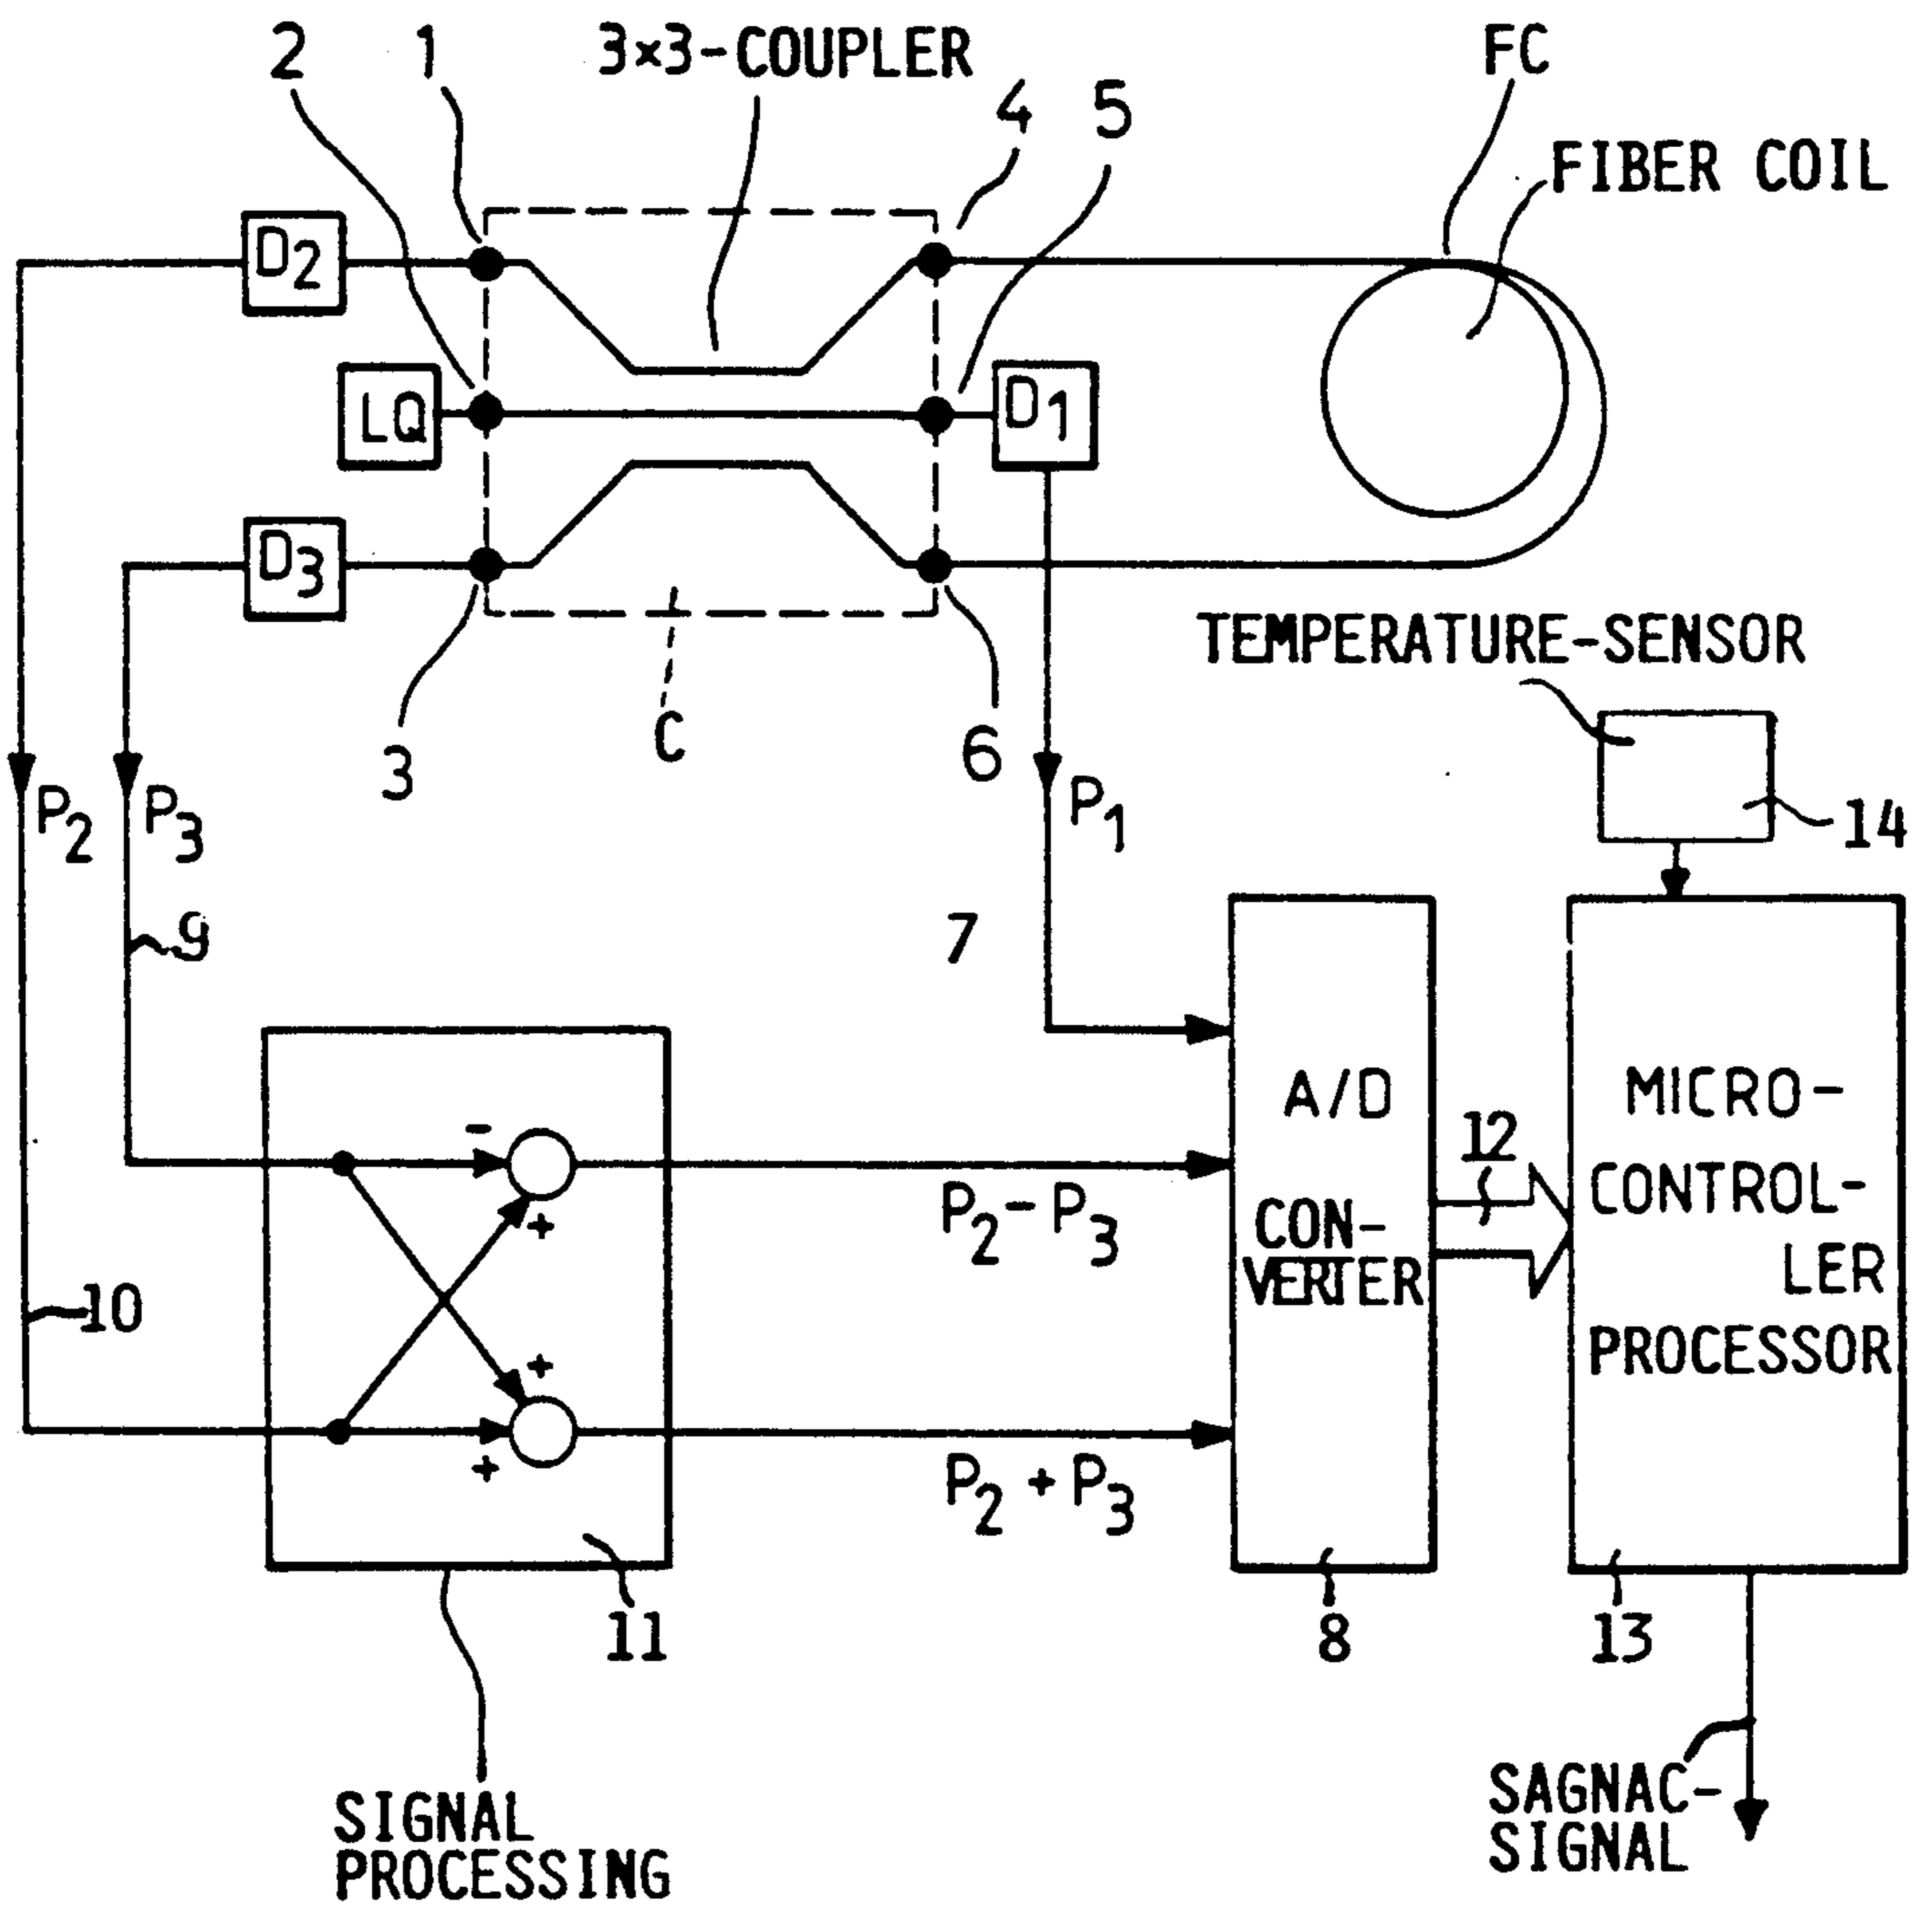 2
1
3×3-COUPLER
4
5
FC
FIBER COIL
D2
LQ
D1
D3
3
C
6
TEMPERATURE-SENSOR
14
P2
P3
P1
9
7
10
-
+
+
+
P2-P3
P2+P3
A/D
CON-
VERTER
12
MICRO-
CONTROL-
LER
PROCESSOR
11
8
13
SIGNAL
PROCESSING
SAGNAC-
SIGNAL